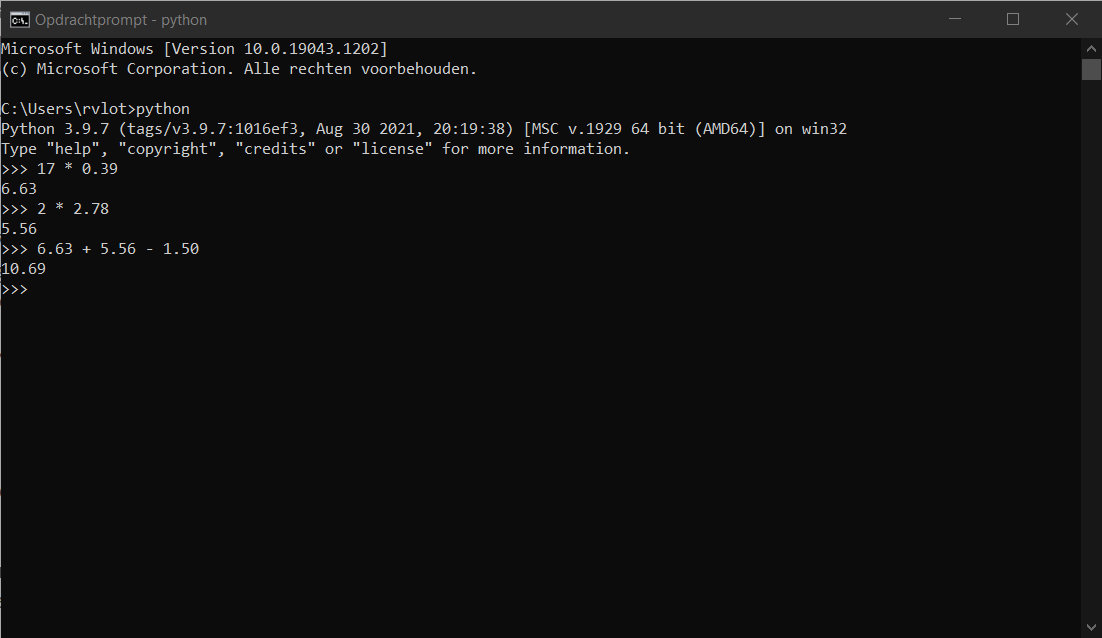 Opdrachtprompt - python
Microsoft Windows [Version 10.0.19043.1202]
(c) Microsoft Corporation. Alle rechten voorbehouden.
C:\Users\rvlot>python
Python 3.9.7 (tags/v3.9.7:1016ef3, Aug 30 2021, 20:19:38) [MSC v.1929 64 bit (AMD64)] on win32
Type "help", "copyright", "credits" or "license" for more information.
>>> 17 * 0.39
6.63
>>> 2 * 2.78
5.56
>>> 6.63 + 5.56 - 1.50
10.69
>>>